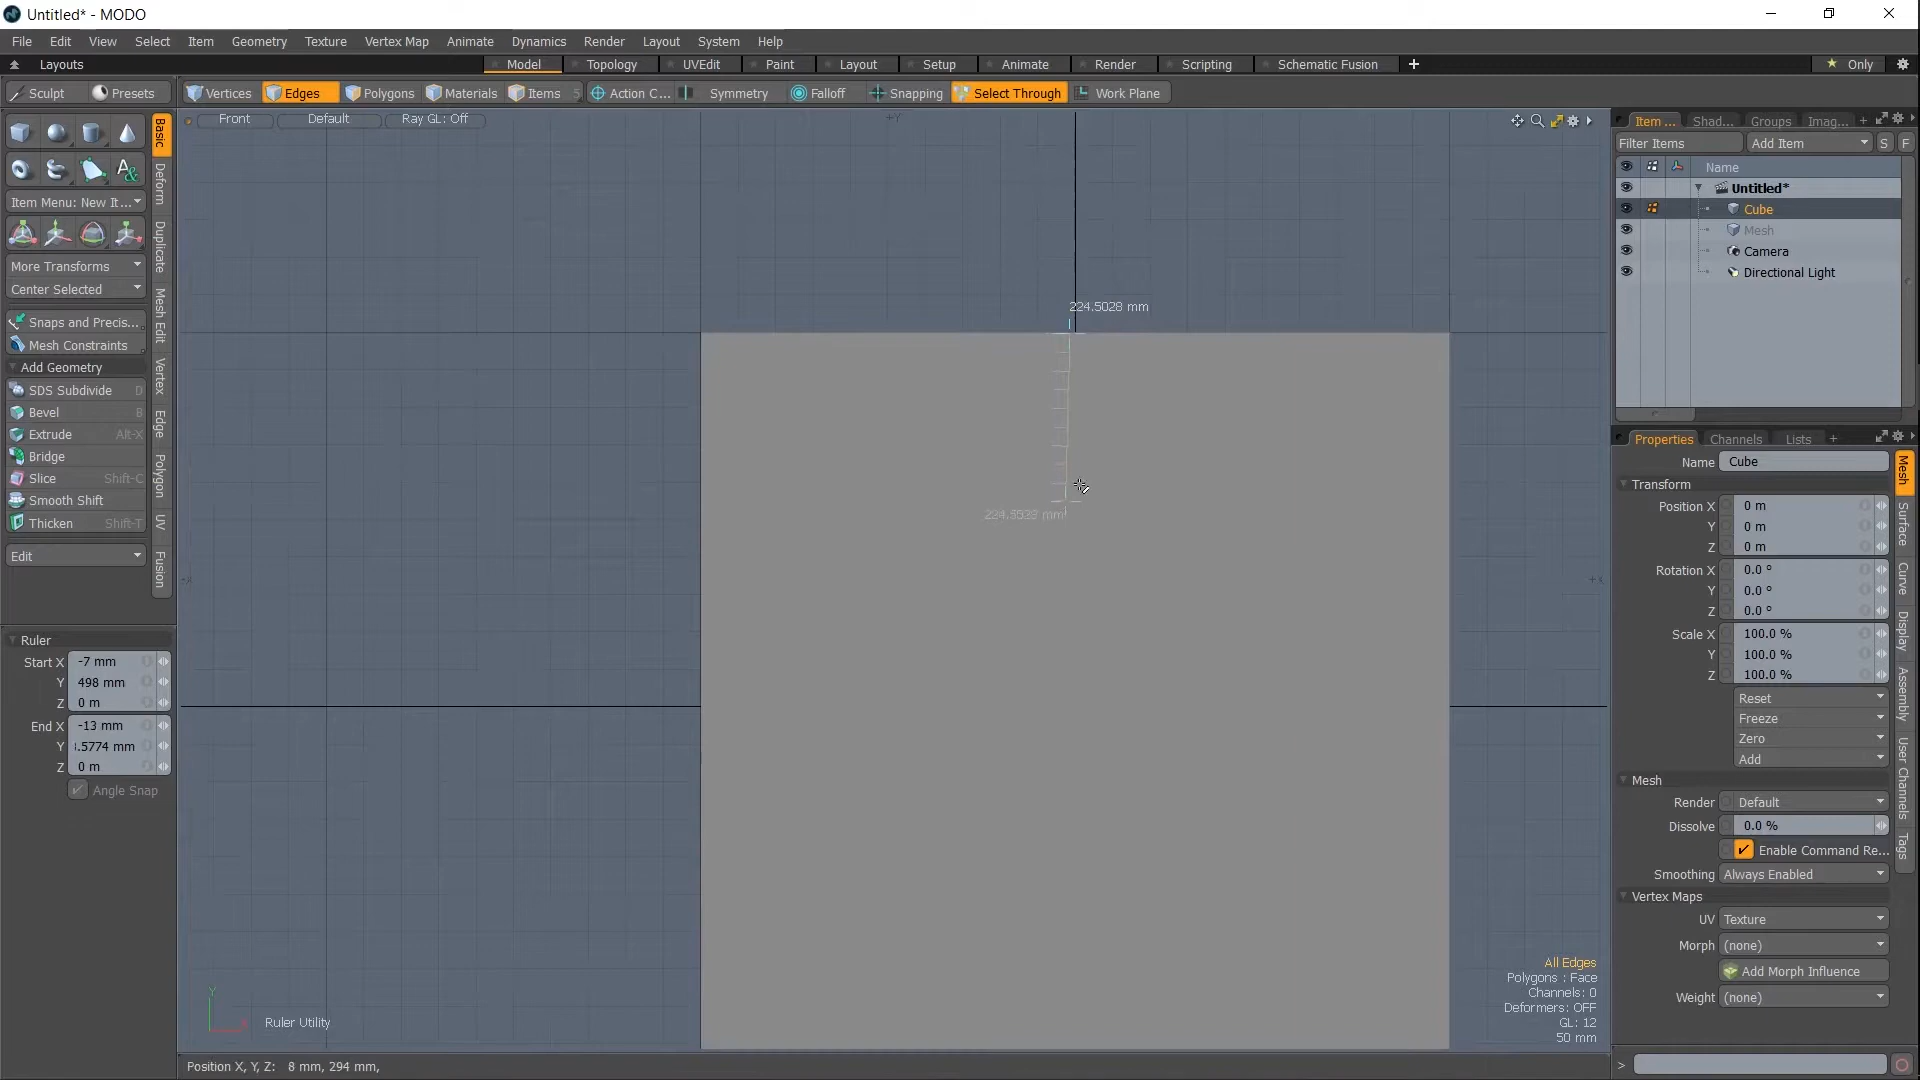 Untitled* - MODO
File Edit View Select Item Geometry Texture Vertex Map Animate Dynamics Render Layout System Help
Layouts Model Topology UVEdit Paint Layout Setup Animate Render Scripting Schematic Fusion Only
Sculpt Presets Vertices Edges Polygons Materials Items 5 Action C... Symmetry Falloff Snapping Select Through Work Plane
Front Default Ray GL: Off
Basic
Deform
Duplicate
Mesh Edit
Vertex
Edge
Polygon
UV
Fusion
Item Menu: New It...
More Transforms
Center Selected
Snaps and Precis...
Mesh Constraints
Add Geometry
SDS Subdivide D
Bevel B
Extrude Alt-X
Bridge
Slice Shift-C
Smooth Shift
Thicken Shift-T
Edit
Ruler
Start X -7 mm
Y 498 mm
Z 0 m
End X -13 mm
Y 5774 mm
Z 0 m
Angle Snap
+Y
224.5028 mm
+X
Y
Ruler Utility
All Edges
Polygons : Face
Channels: 0
Deformers: OFF
GL: 12
50 mm
Position X, Y, Z: 8 mm, 294 mm,
Item ... Shad... Groups Imag...
Filter Items Add Item S F
Name
Untitled*
Cube
Mesh
Camera
Directional Light
Properties Channels Lists
Name Cube
Transform
Position X 0 m
Y 0 m
Z 0 m
Rotation X 0.0 °
Y 0.0 °
Z 0.0 °
Scale X 100.0 %
Y 100.0 %
Z 100.0 %
Reset
Freeze
Zero
Add
Mesh
Render Default
Dissolve 0.0 %
Enable Command Re...
Smoothing Always Enabled
Vertex Maps
UV Texture
Morph (none)
Add Morph Influence
Weight (none)
Mesh
Surface
Curve
Display
Assembly
User Channels
Tags